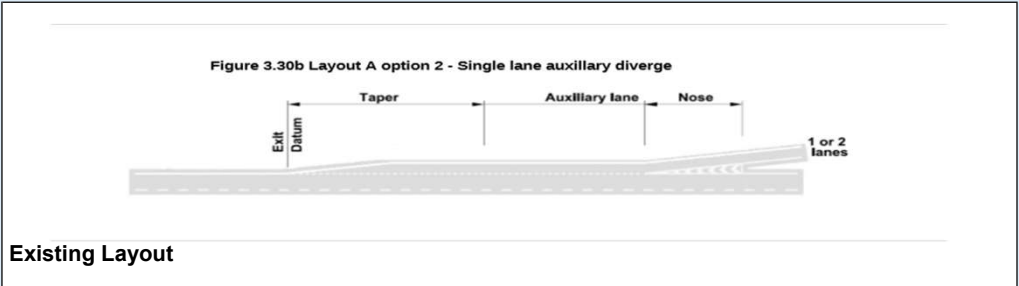 Figure 3.30b Layout A option 2 - Single lane auxillary diverge
Taper
Auxiliary lane
Nose
Exit
Datum
1 or 2
lanes
Existing Layout